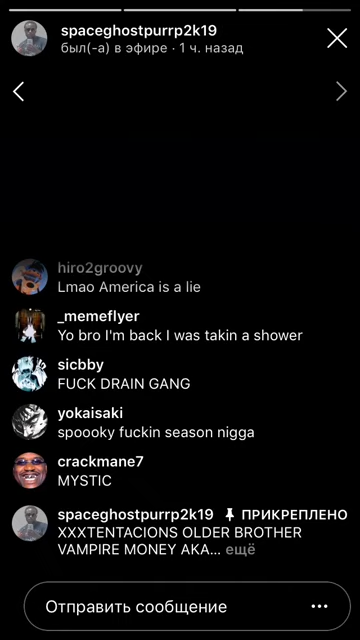 spaceghostpurrp2k19
был(-а) в эфире · 1 ч. назад
hiro2groovy
Lmao America is a lie
_memeflyer
Yo bro I'm back I was takin a shower
sicbby
FUCK DRAIN GANG
yokaisaki
spoooky fuckin season nigga
crackmane7
MYSTIC
spaceghostpurrp2k19 ПРИКРЕПЛЕНО
XXXTENTACIONS OLDER BROTHER
VAMPIRE MONEY AKA... ещё
Отправить сообщение